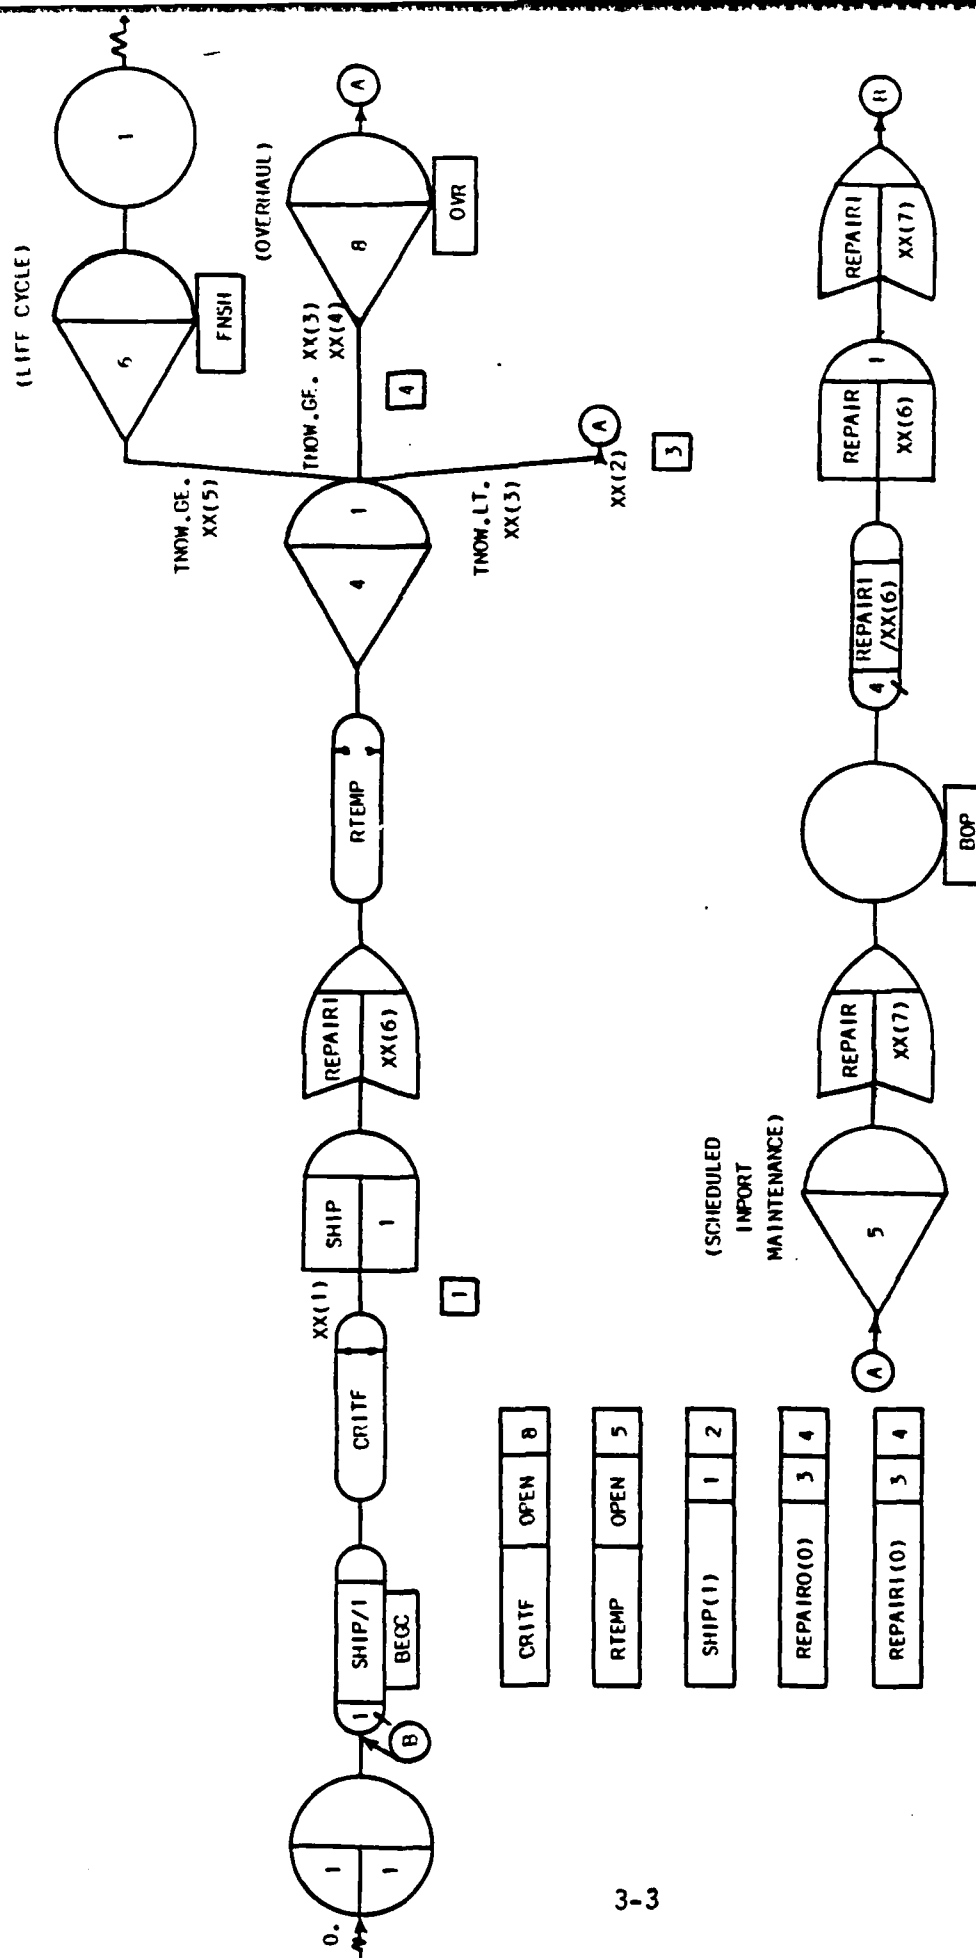 (LIFF CYCLE)
1
6
FNSH
(OVERHAUL)
A
8
OVR
TNOW.GE.
XX(5)
TNOW.GE. XX(3)
XX(4)
4
TNOW.LT.
XX(3)
A
XX(2)
3
0.
1
1
B
1
SHIP/1
BEGC
CRITF
XX(1)
1
SHIP
1
REPAIRI
XX(6)
RTEMP
4
1
CRITF OPEN 8
RTEMP OPEN 5
SHIP(1) 1 2
REPAIRO(0) 3 4
REPAIRI(0) 3 4
(SCHEDULED
INPORT
MAINTENANCE)
A
5
REPAIR
XX(7)
BOP
4
REPAIRI
/XX(6)
REPAIR
XX(6)
1
REPAIRI
XX(7)
3-3